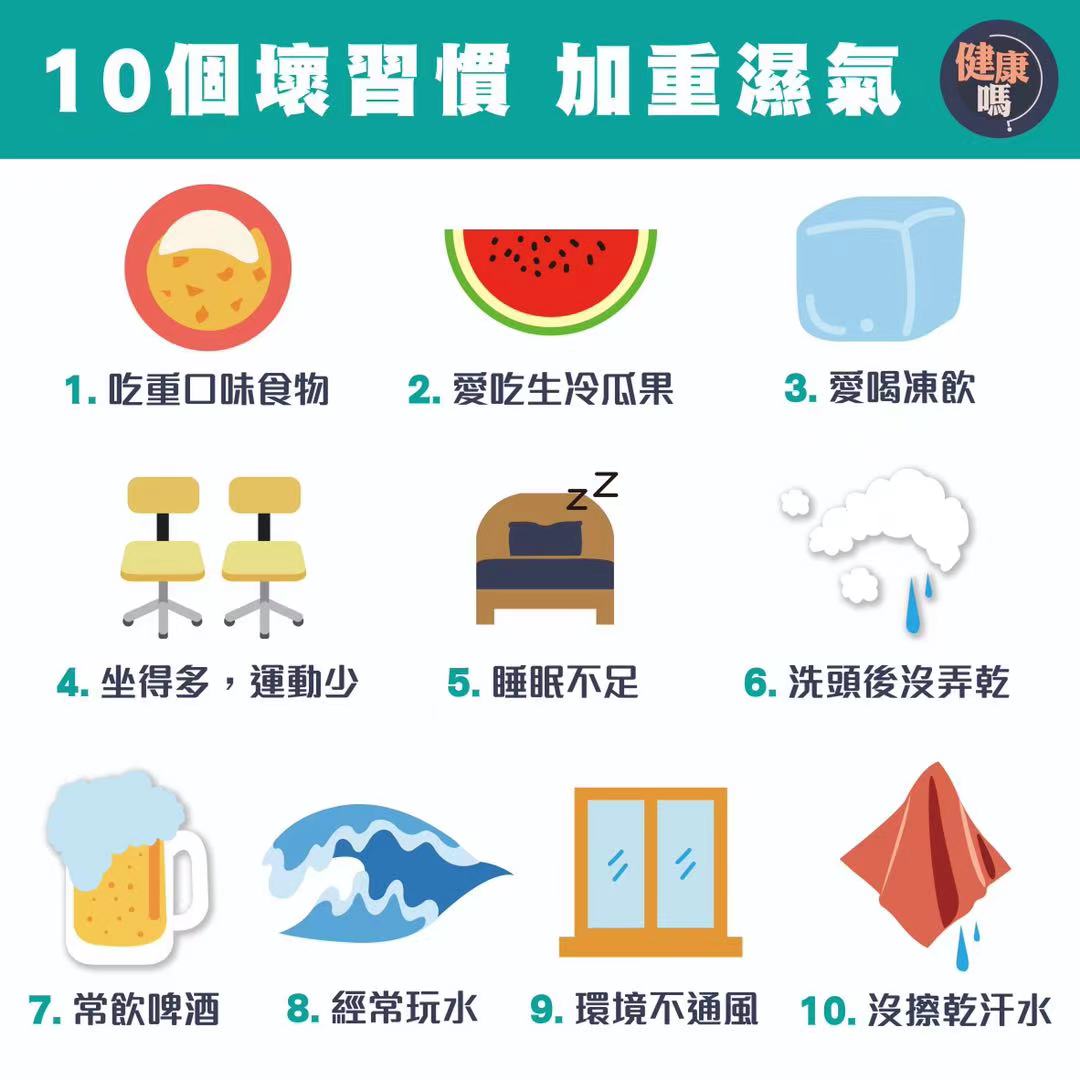 10個壞習慣 加重濕氣
健康
嗎
1. 吃重口味食物
2. 愛吃生冷瓜果
3. 愛喝凍飲
4. 坐得多，運動少
zZ
5. 睡眠不足
6. 洗頭後沒弄乾
7. 常飲啤酒
8. 經常玩水
9. 環境不通風
10. 沒擦乾汗水